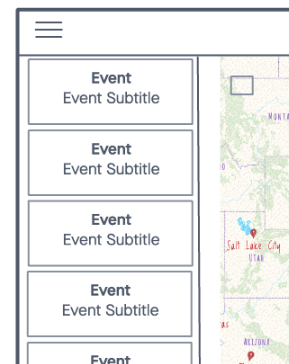 Event
Event Subtitle
Event
Event Subtitle
Event
Event Subtitle
Event
Event Subtitle
Event
MONTA
O
Salt Lake City
UTAH
as
ARIZONA